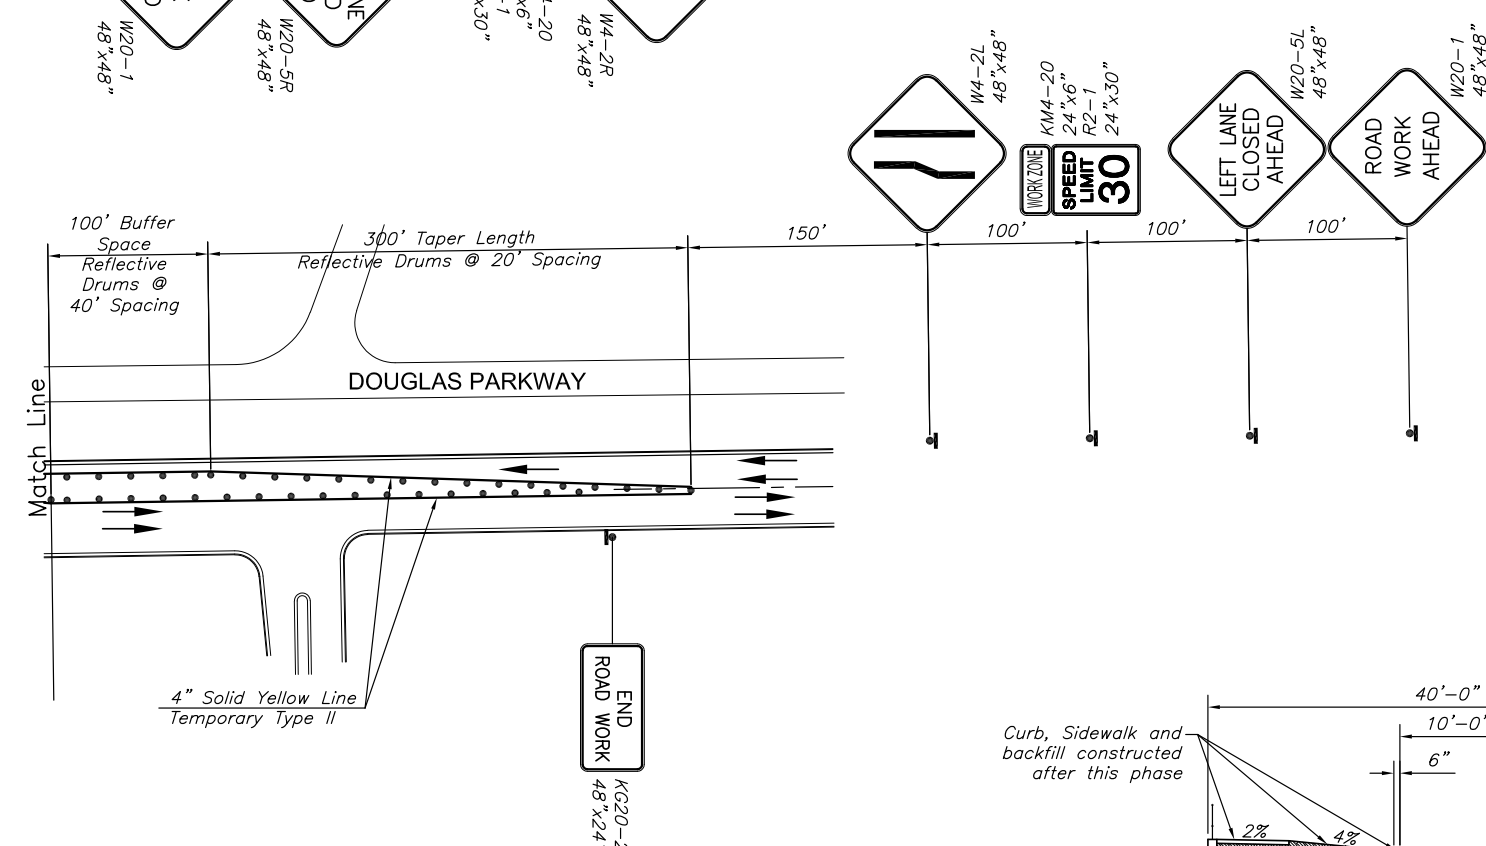 W20-1
48"x48"
W20-5R
48"x48"
W4-2R
48"x48"
W4-2L
48"x48"
KM4-20
24"x6"
R2-1
24"x30"
WORK ZONE
SPEED
LIMIT
30
W20-5L
48"x48"
LEFT LANE
CLOSED
AHEAD
W20-1
48"x48"
ROAD
WORK
AHEAD
100' Buffer
Space
Reflective
Drums @
40' Spacing
300' Taper Length
Reflective Drums @ 20' Spacing
150'
100'
100'
100'
DOUGLAS PARKWAY
Match Line
4" Solid Yellow Line
Temporary Type II
END
ROAD WORK
Curb, Sidewalk and
backfill constructed
after this phase
40'-0"
10'-0"
6"
2%
4%